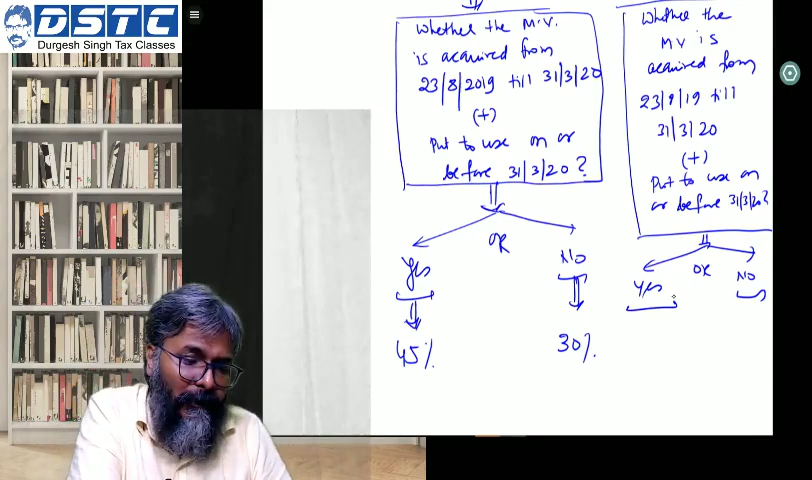 DSTC
Durgesh Singh Tax Classes
Whether the M.V.
is acquired from
23/8/2019 till 31/3/20
(+)
Put to use on or
before 31/3/20?
Yes
OR
NO
45%
30%.
Whether the
MV is
acquired from
23/9/19 till
31/3/20
(+)
Put to use on
or before 31/3/20?
Yes
OR
NO